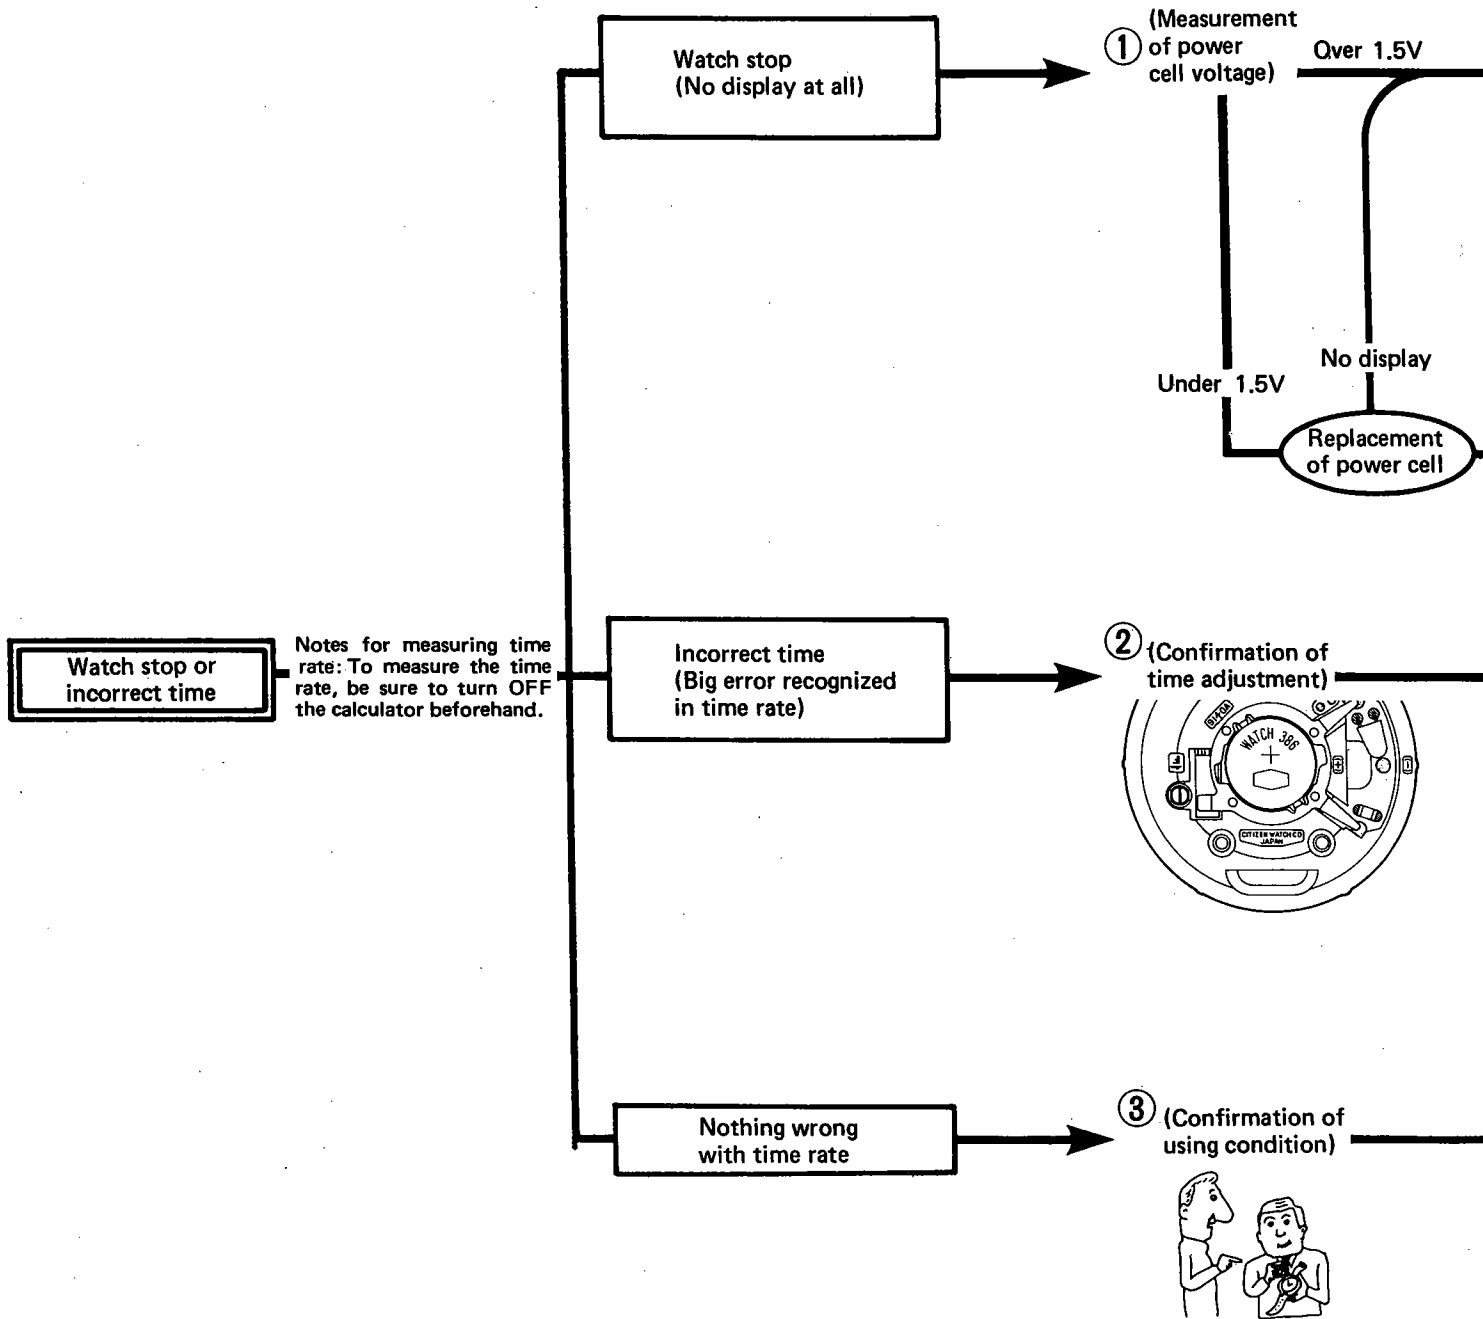 Watch stop
(No display at all)
① (Measurement
of power
cell voltage)
Over 1.5V
No display
Under 1.5V
Replacement
of power cell
Watch stop or
incorrect time
Notes for measuring time
rate: To measure the time
rate, be sure to turn OFF
the calculator beforehand.
Incorrect time
(Big error recognized
in time rate)
② (Confirmation of
time adjustment)
WATCH 386
+
CITIZEN WATCH CO
JAPAN
Nothing wrong
with time rate
③ (Confirmation of
using condition)